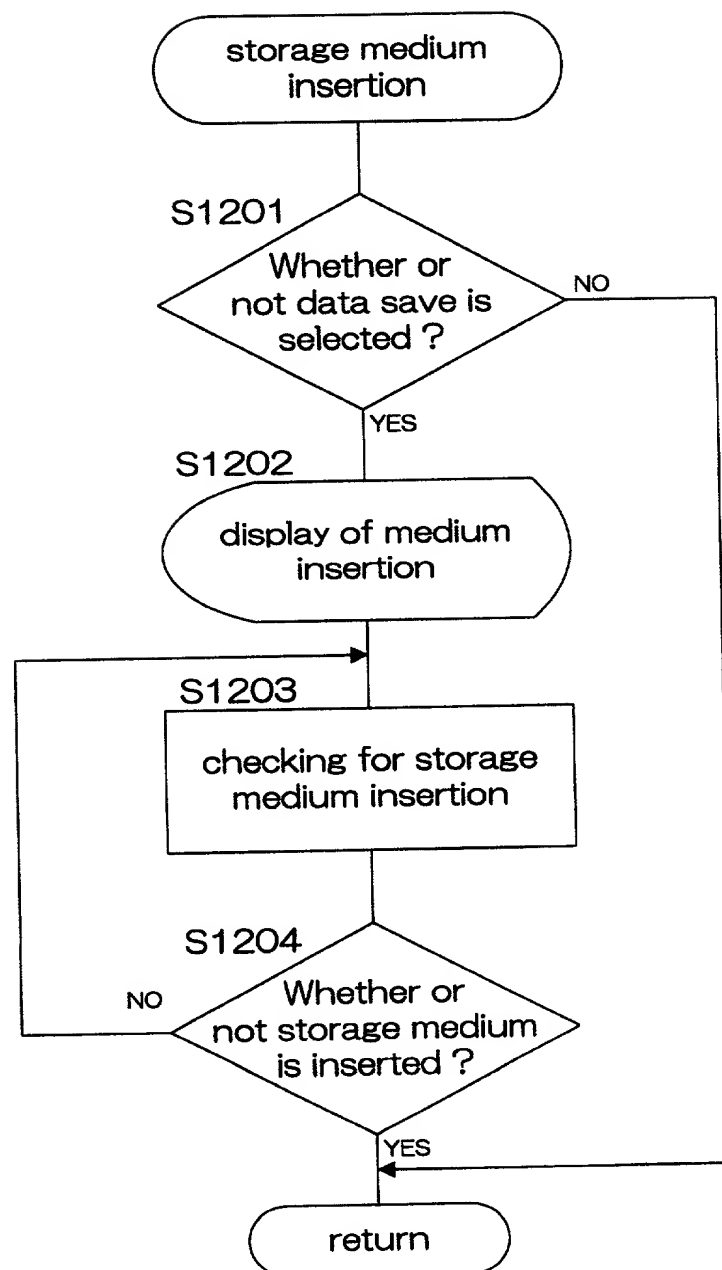 storage medium
insertion
S1201
Whether or
not data save is
selected ?
NO
YES
S1202
display of medium
insertion
S1203
checking for storage
medium insertion
S1204
NO
Whether or
not storage medium
is inserted ?
YES
return